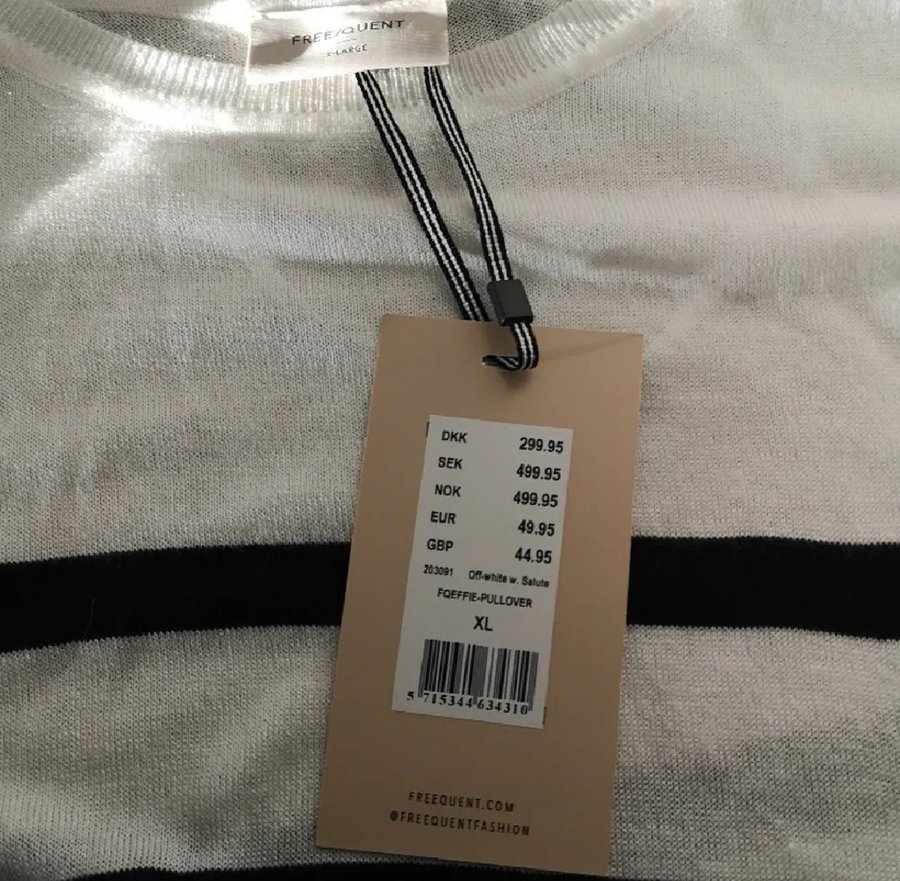 FREE/QUENT
X-LARGE
DKK 299.95
SEK 499.95
NOK 499.95
EUR 49.95
GBP 44.95
203091 Off-white w. Salute
FQEFFIE-PULLOVER
XL
5 715344 634310
FREEQUENT.COM
@FREEQUENTFASHION